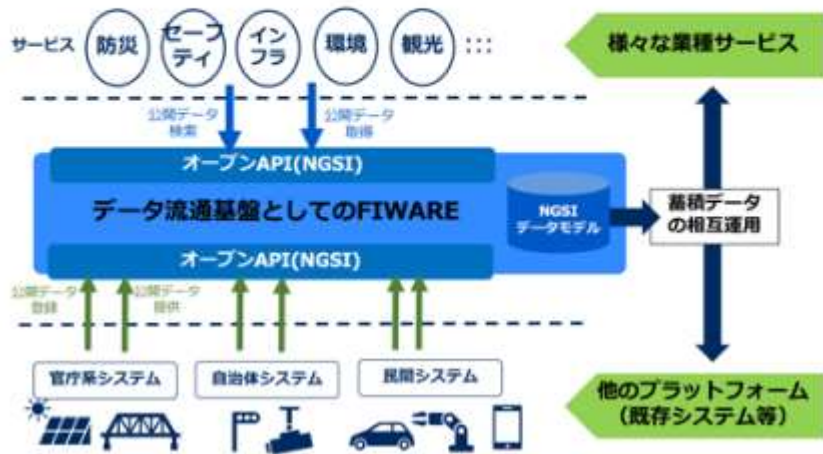 サービス
防災
セーフ
ティ
イン
フラ
環境
観光
:::
様々な業種サービス
公開データ
検索
公開データ
取得
オープンAPI(NGSI)
データ流通基盤としてのFIWARE
NGSI
データモデル
蓄積データ
の相互運用
オープンAPI(NGSI)
公開データ
登録
公開データ
提供
官庁系システム
自治体システム
民間システム
他のプラットフォーム
（既存システム等）